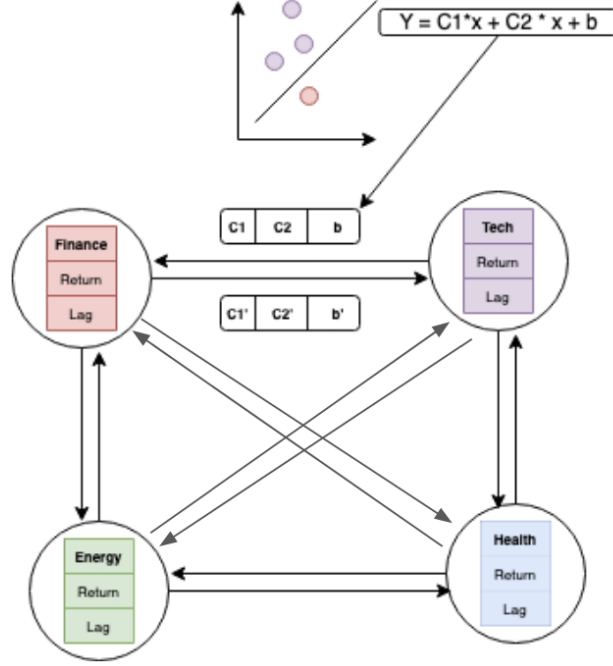 Y = C1*x + C2 * x + b
C1 C2 b
Finance
Return
Lag
Tech
Return
Lag
C1' C2' b'
Energy
Return
Lag
Health
Return
Lag